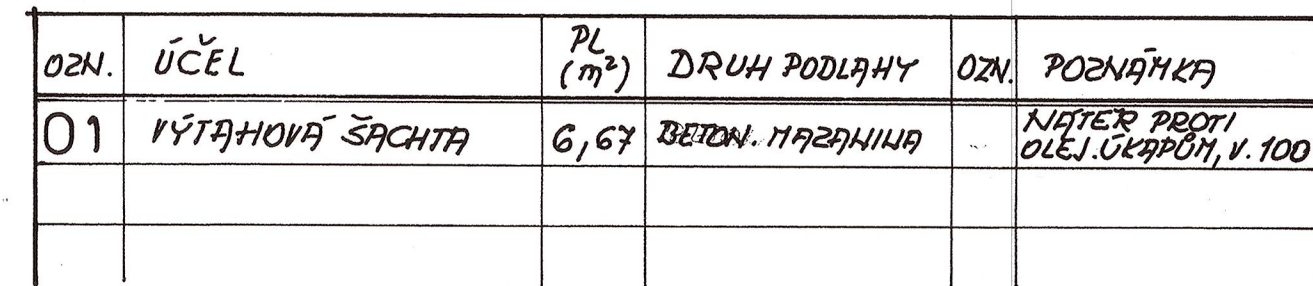 OZN. ÚČEL PL (m²) DRUH PODLAHY OZN. POZNÁMKA
01 VÝTAHOVÁ ŠACHTA 6,67 BETON. MAZANINA NÁTĚR PROTI
OLEJ. ÚKAPŮM, V. 100